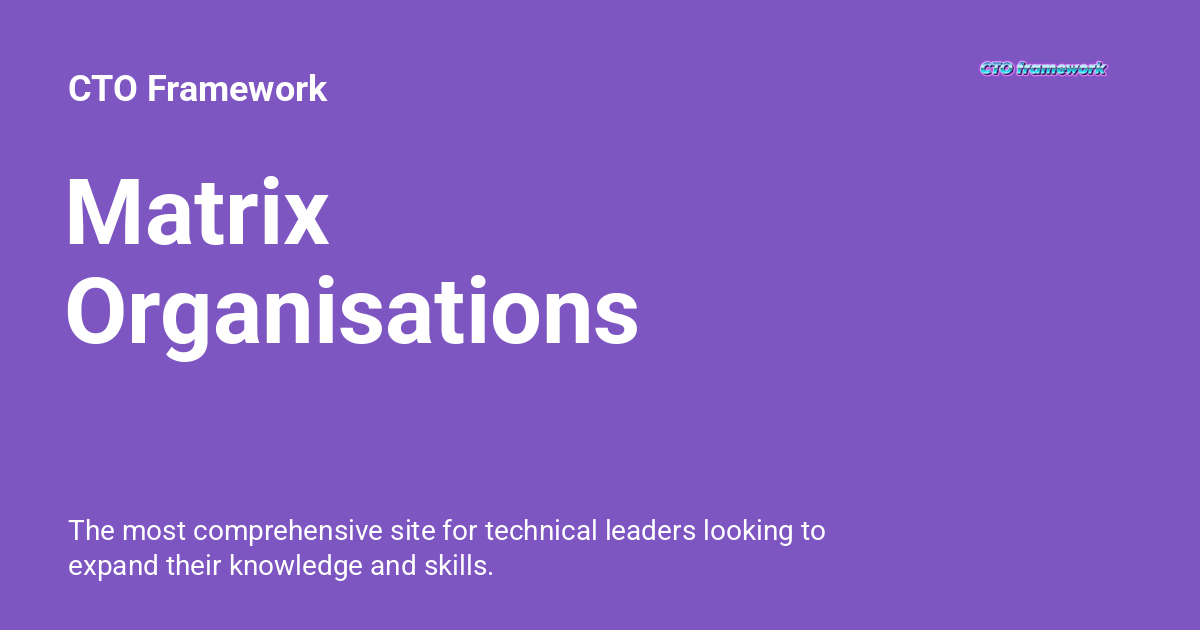 CTO Framework
CTO framework
Matrix
Organisations
The most comprehensive site for technical leaders looking to
expand their knowledge and skills.